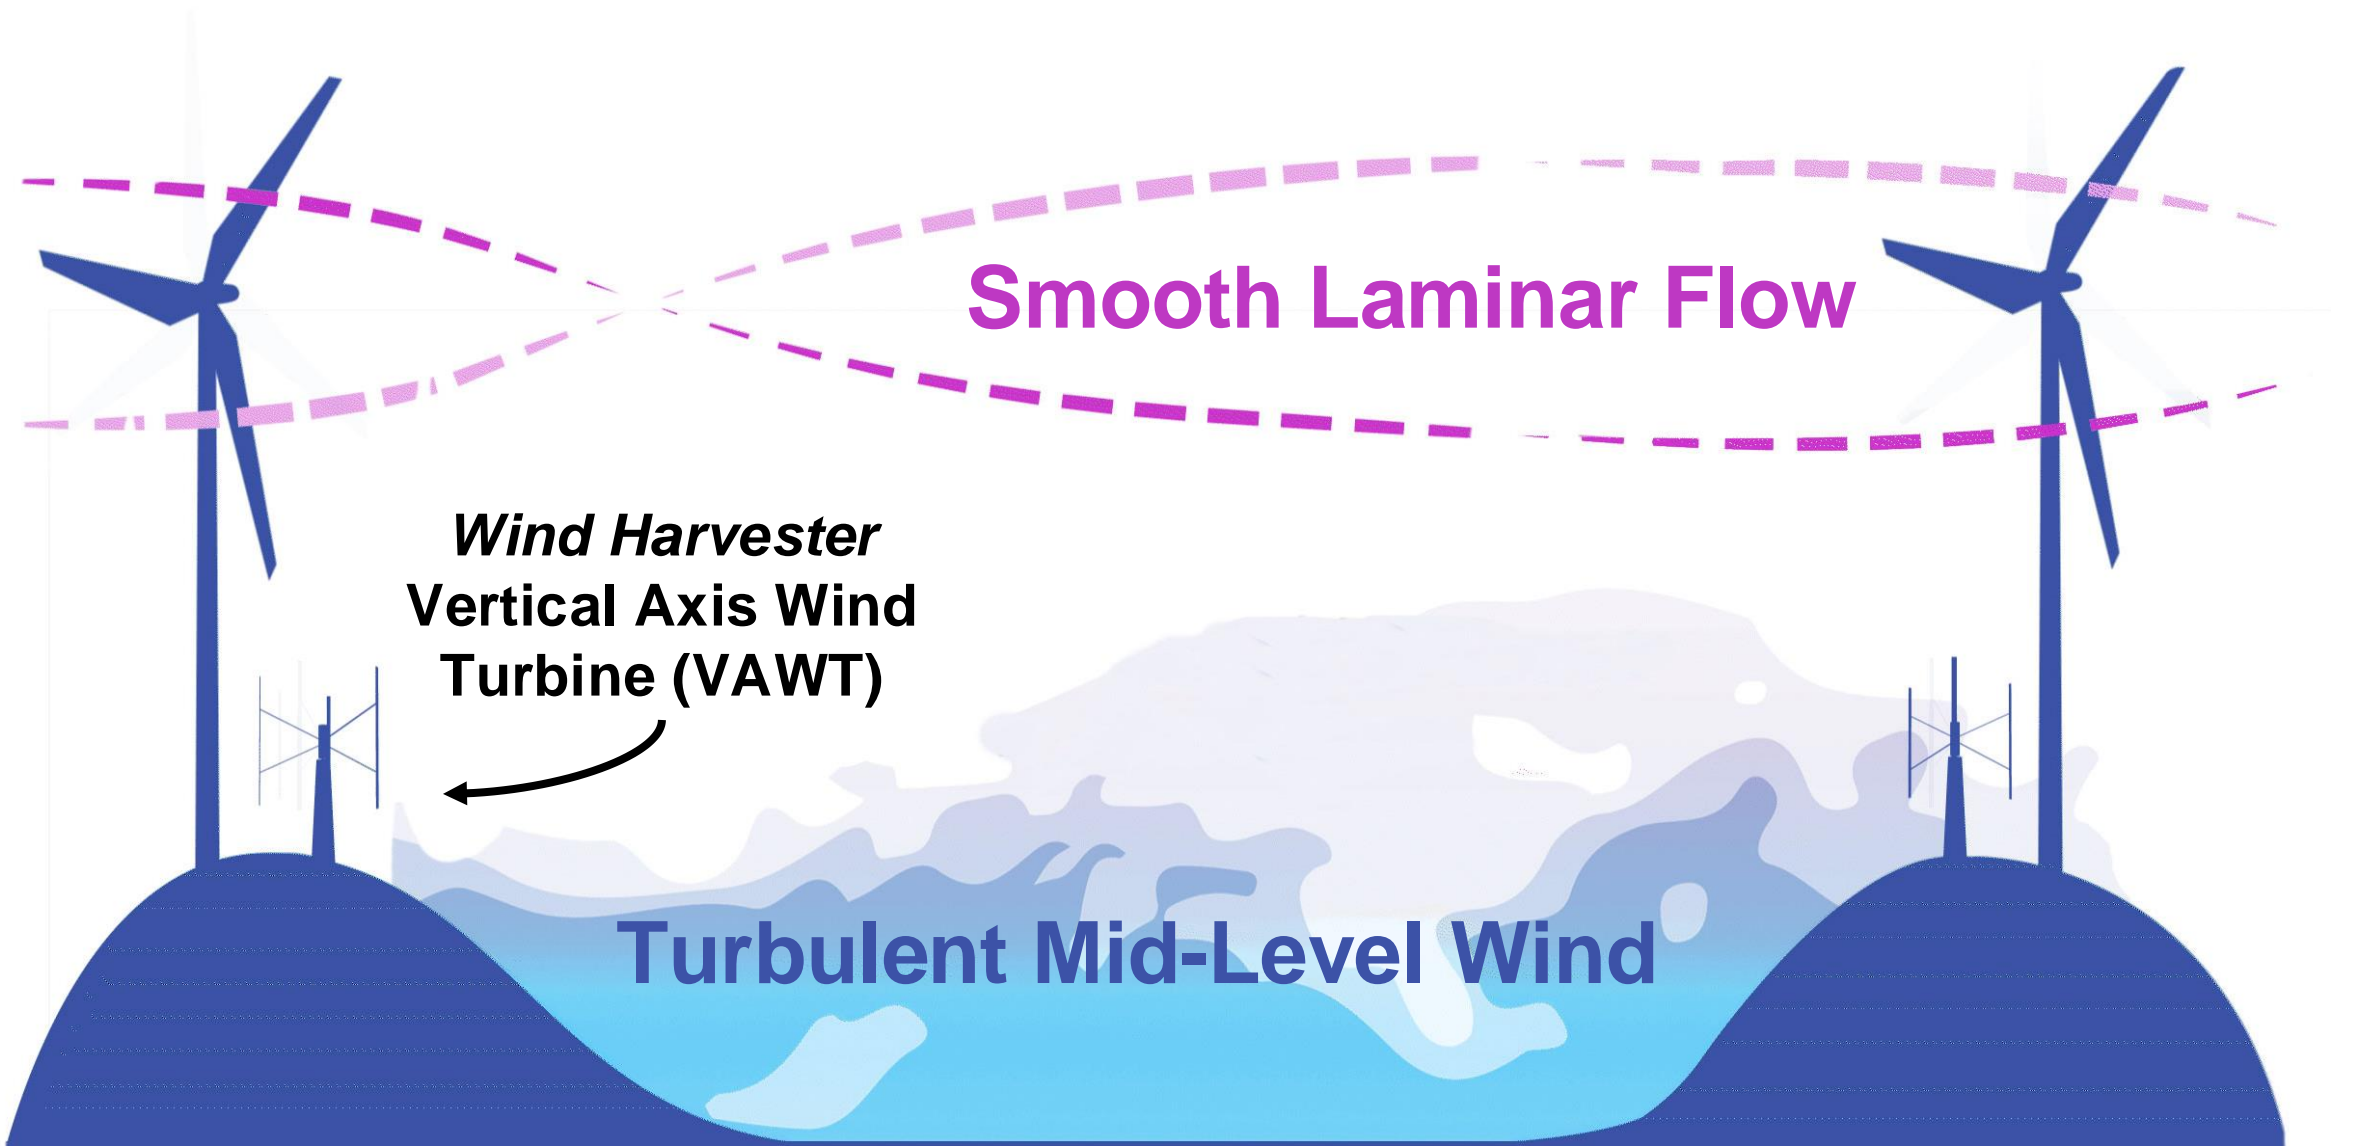 Smooth Laminar Flow
Wind Harvester
Vertical Axis Wind
Turbine (VAWT)
Turbulent Mid-Level Wind